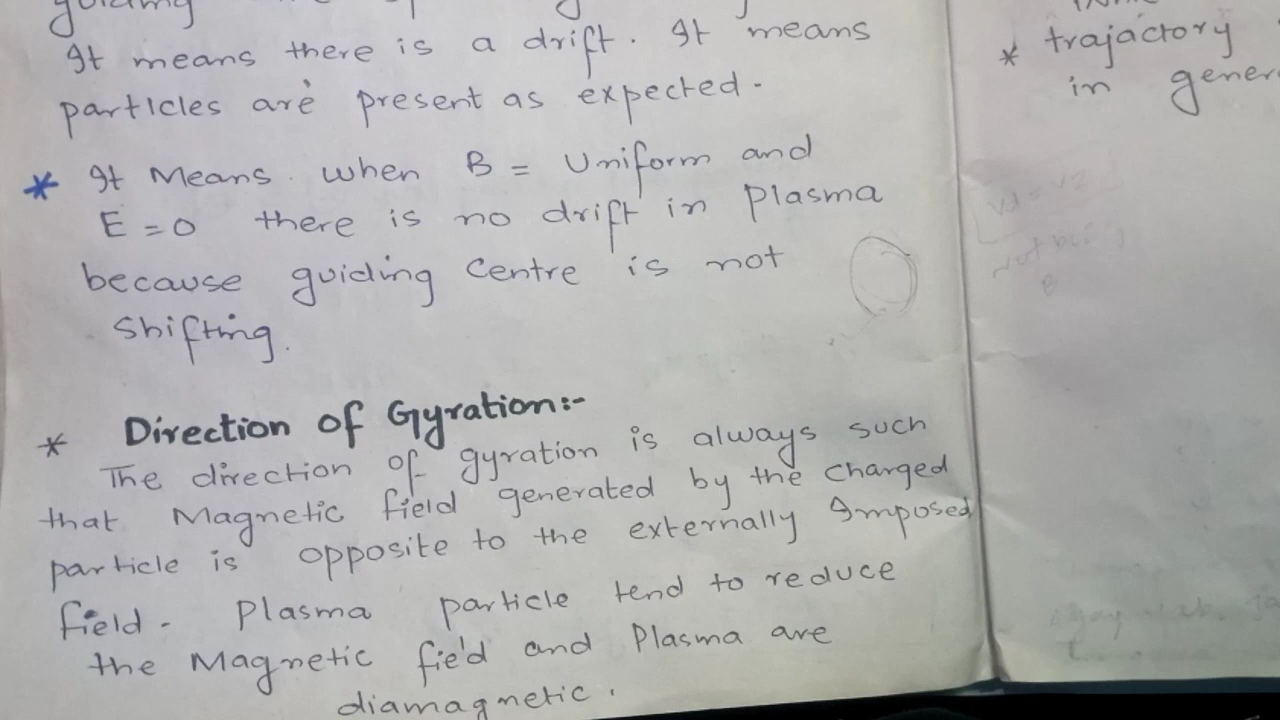 guiding
It means there is a drift. It means
particles are present as expected.
* It Means. when B = Uniform and
E = 0 there is no drift in plasma
because guiding Centre is not
Shifting.
* Direction of Gyration:-
The direction of gyration is always such
that Magnetic field generated by the charged
particle is opposite to the externally Imposed
field. Plasma particle tend to reduce
the Magnetic field and Plasma are
diamagnetic.
* trajactory
in gener